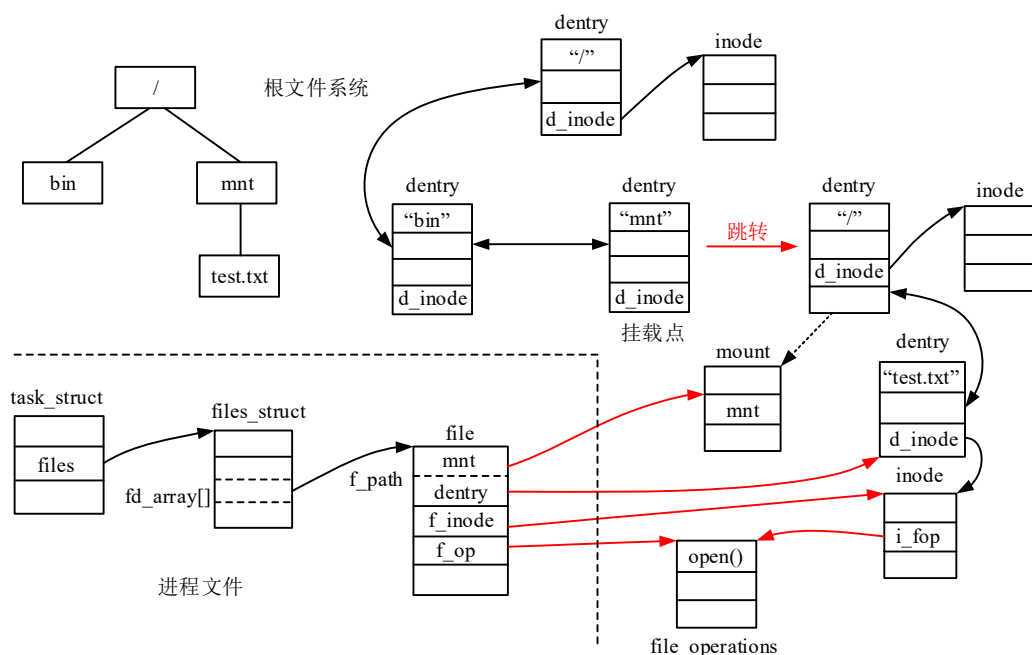 dentry
“/”
d_inode
inode
/
bin
mnt
test.txt
根文件系统
dentry
“bin”
d_inode
dentry
“mnt”
d_inode
挂载点
跳转
dentry
“/”
d_inode
inode
mount
mnt
dentry
“test.txt”
d_inode
inode
i_fop
task_struct
files
files_struct
fd_array[]
file
f_path
mnt
dentry
f_inode
f_op
进程文件
open()
file_operations